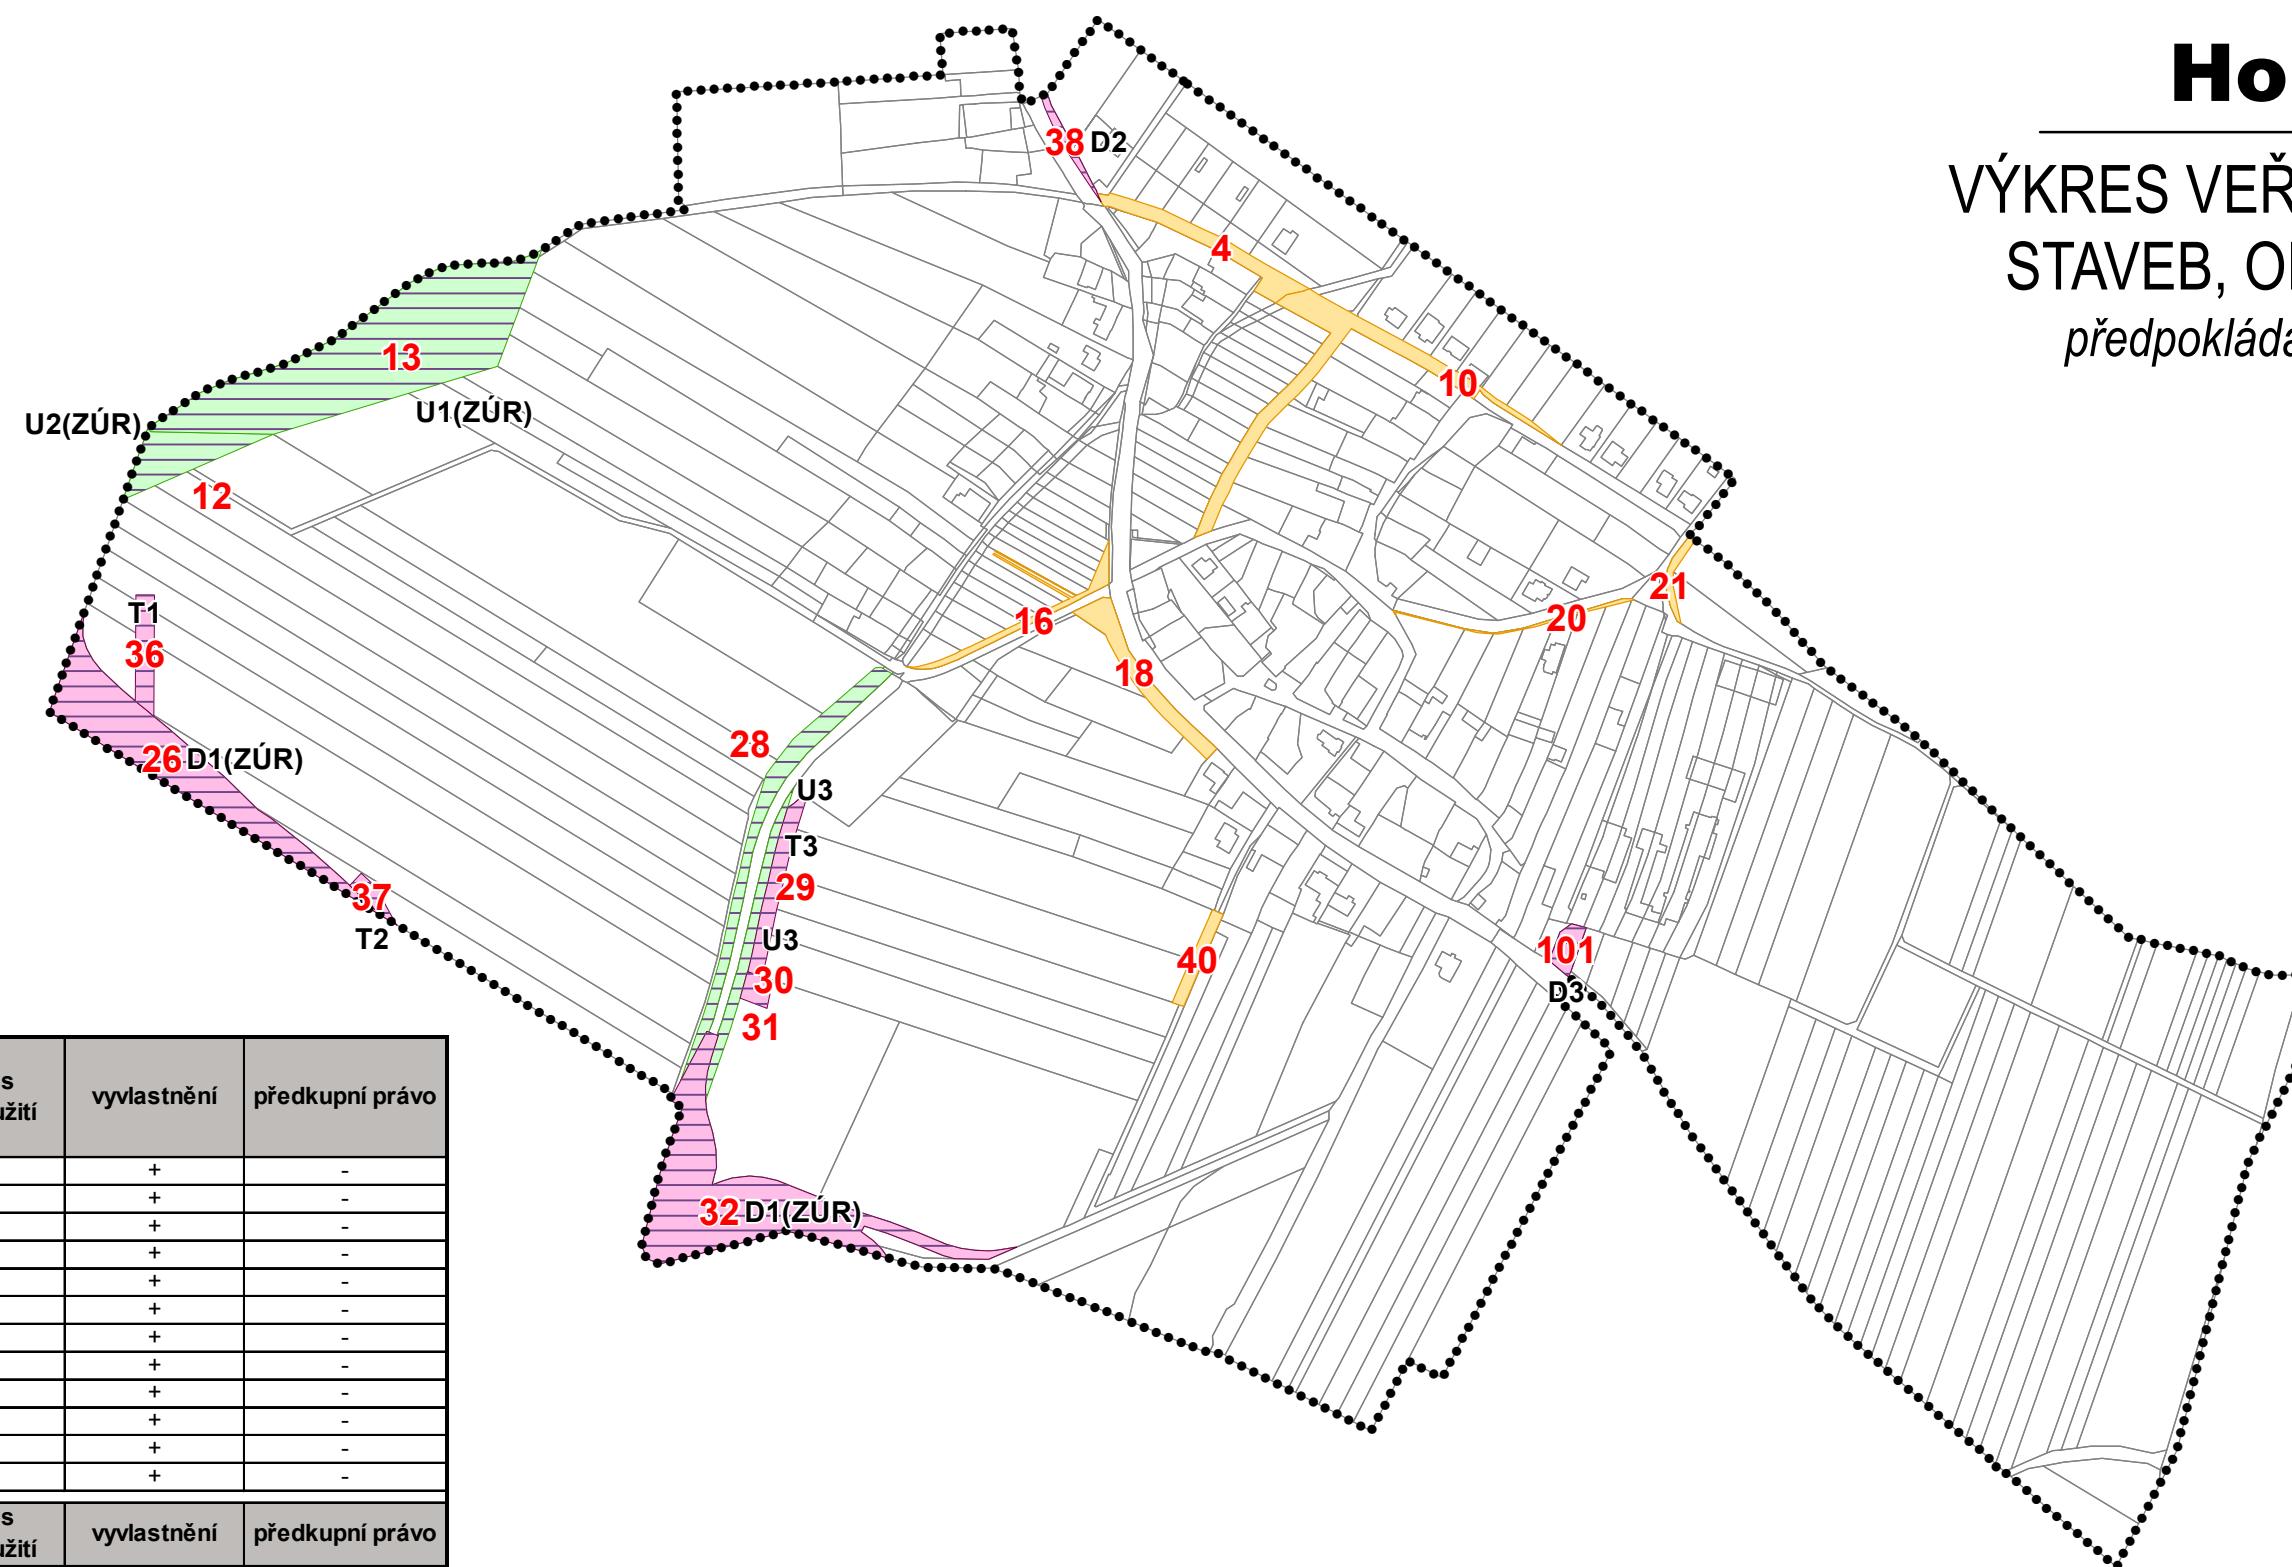 Ho
VÝKRES VEŘ
STAVEB, O
předpokláda
38 D2
4
13
10
U1(ZÚR)
U2(ZÚR)
12
21
T1
20
16
36
18
28
26 D1(ZÚR)
U3
T3
29
37
T2
U3
101
40
30
D3
31
32 D1(ZÚR)
s
užití
vyvlastnění
předkupní právo
+ -
+ -
+ -
+ -
+ -
+ -
+ -
+ -
+ -
+ -
+ -
+ -
s
užití
vyvlastnění
předkupní právo